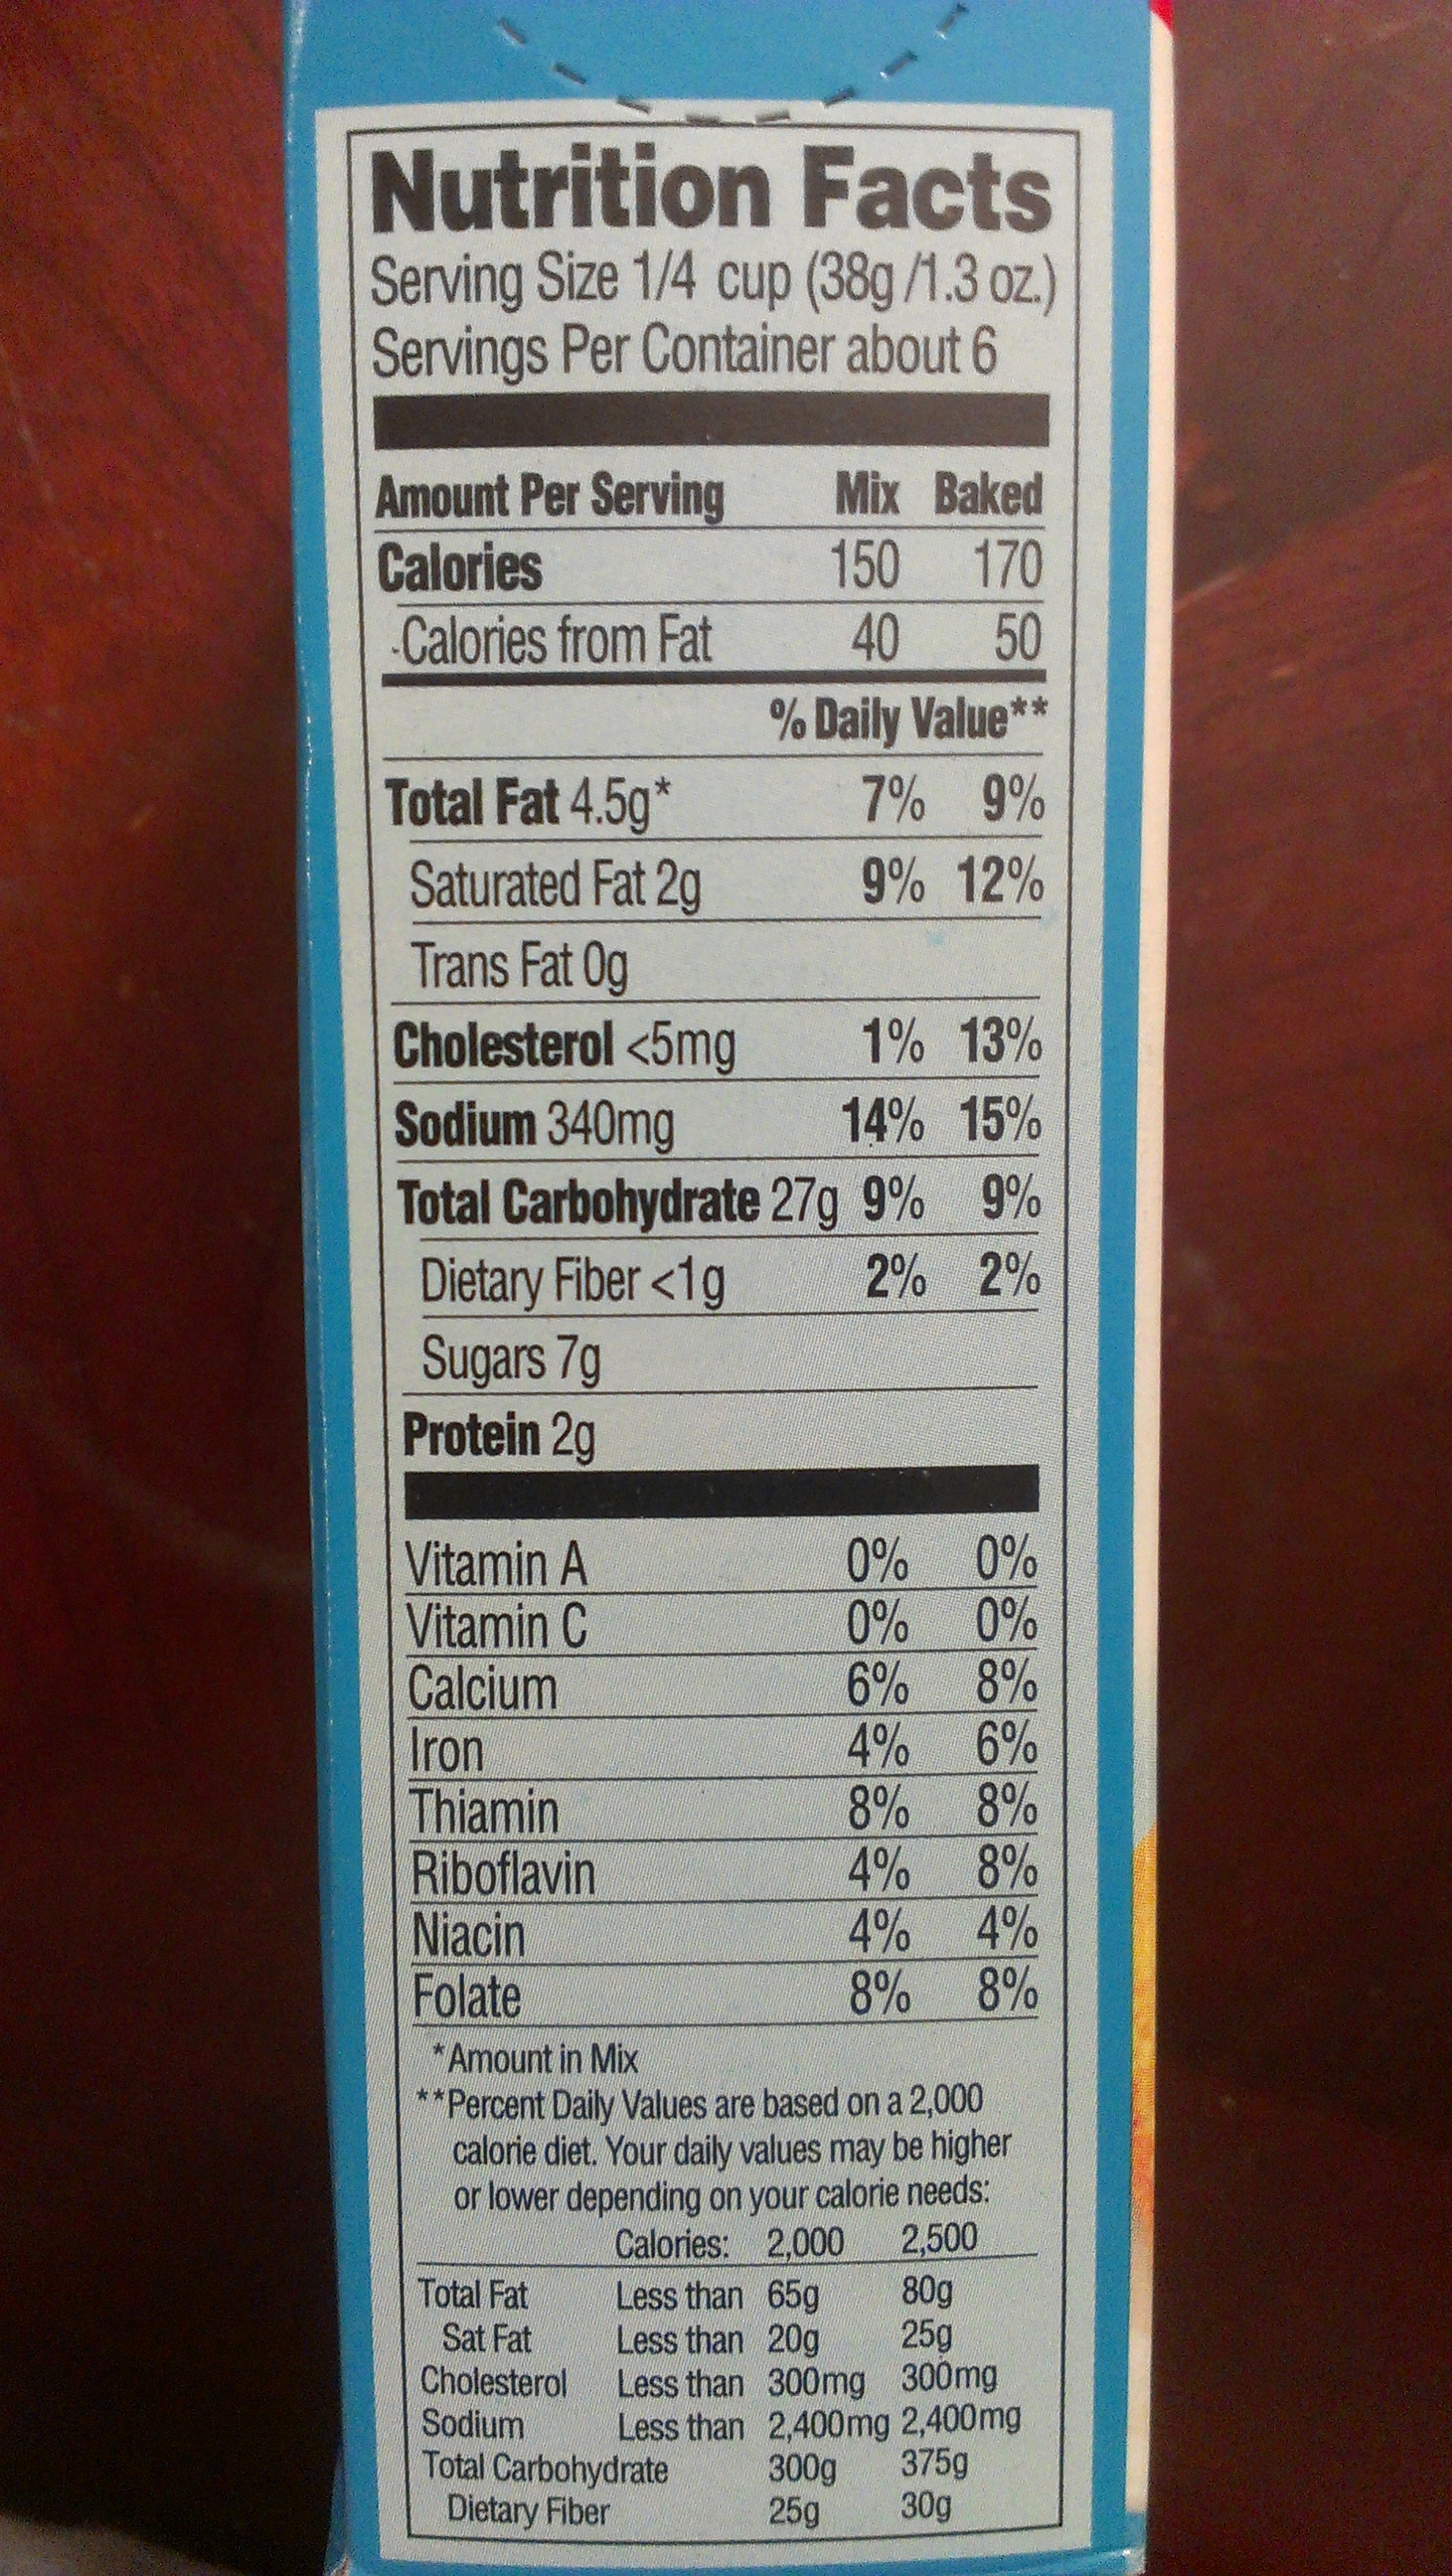 Nutrition Facts
Serving Size 1/4 cup (38g /1.3 oz.)
Servings Per Container about 6
Amount Per Serving Mix Baked
Calories 150 170
Calories from Fat 40 50
% Daily Value**
Total Fat 4.5g* 7% 9%
Saturated Fat 2g 9% 12%
Trans Fat 0g
Cholesterol <5mg 1% 13%
Sodium 340mg 14% 15%
Total Carbohydrate 27g 9% 9%
Dietary Fiber <1g 2% 2%
Sugars 7g
Protein 2g
Vitamin A 0% 0%
Vitamin C 0% 0%
Calcium 6% 8%
Iron 4% 6%
Thiamin 8% 8%
Riboflavin 4% 8%
Niacin 4% 4%
Folate 8% 8%
*Amount in Mix
**Percent Daily Values are based on a 2,000
calorie diet. Your daily values may be higher
or lower depending on your calorie needs:
Calories: 2,000 2,500
Total Fat Less than 65g 80g
Sat Fat Less than 20g 25g
Cholesterol Less than 300mg 300mg
Sodium Less than 2,400mg 2,400mg
Total Carbohydrate 300g 375g
Dietary Fiber 25g 30g